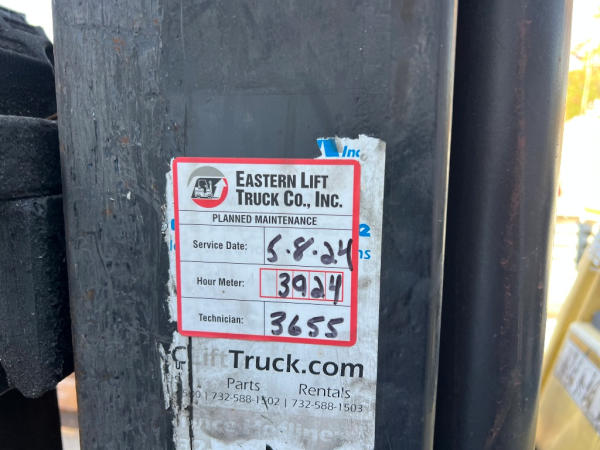 Inc.
EASTERN LIFT
TRUCK CO., INC.
PLANNED MAINTENANCE
Service Date: 5.8.24
Hour Meter: 3924
Technician: 3655
LiftTruck.com
Parts Rentals
732-588-1502 | 732-588-1503